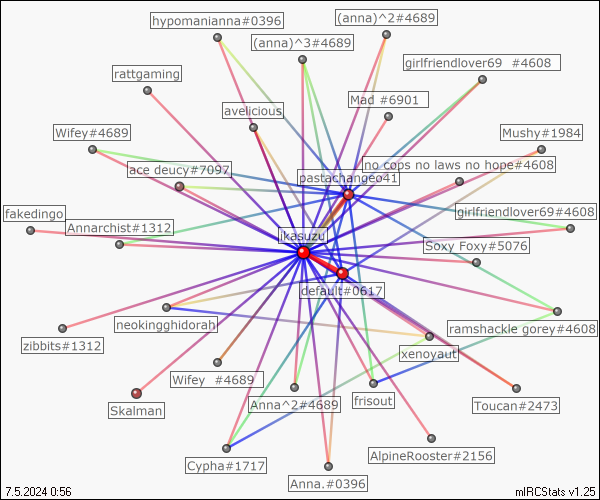 hypomanianna#0396
(anna)^2#4689
(anna)^3#4689
girlfriendlover69 #4608
rattgaming
avelicious
Mad #6901
Wifey#4689
Mushy#1984
ace deucy#7097
no cops no laws no hope#4608
pastachangeo41
fakedingo
Annarchist#1312
girlfriendlover69#4608
ikasuzu
Soxy Foxy#5076
default#0617
neokingghidorah
ramshackle gorey#4608
zibbits#1312
xenoyaut
Wifey #4689
Skalman
Anna^2#4689
frisout
Toucan#2473
Cypha#1717
AlpineRooster#2156
Anna.#0396
7.5.2024 0:56
mIRCStats v1.25